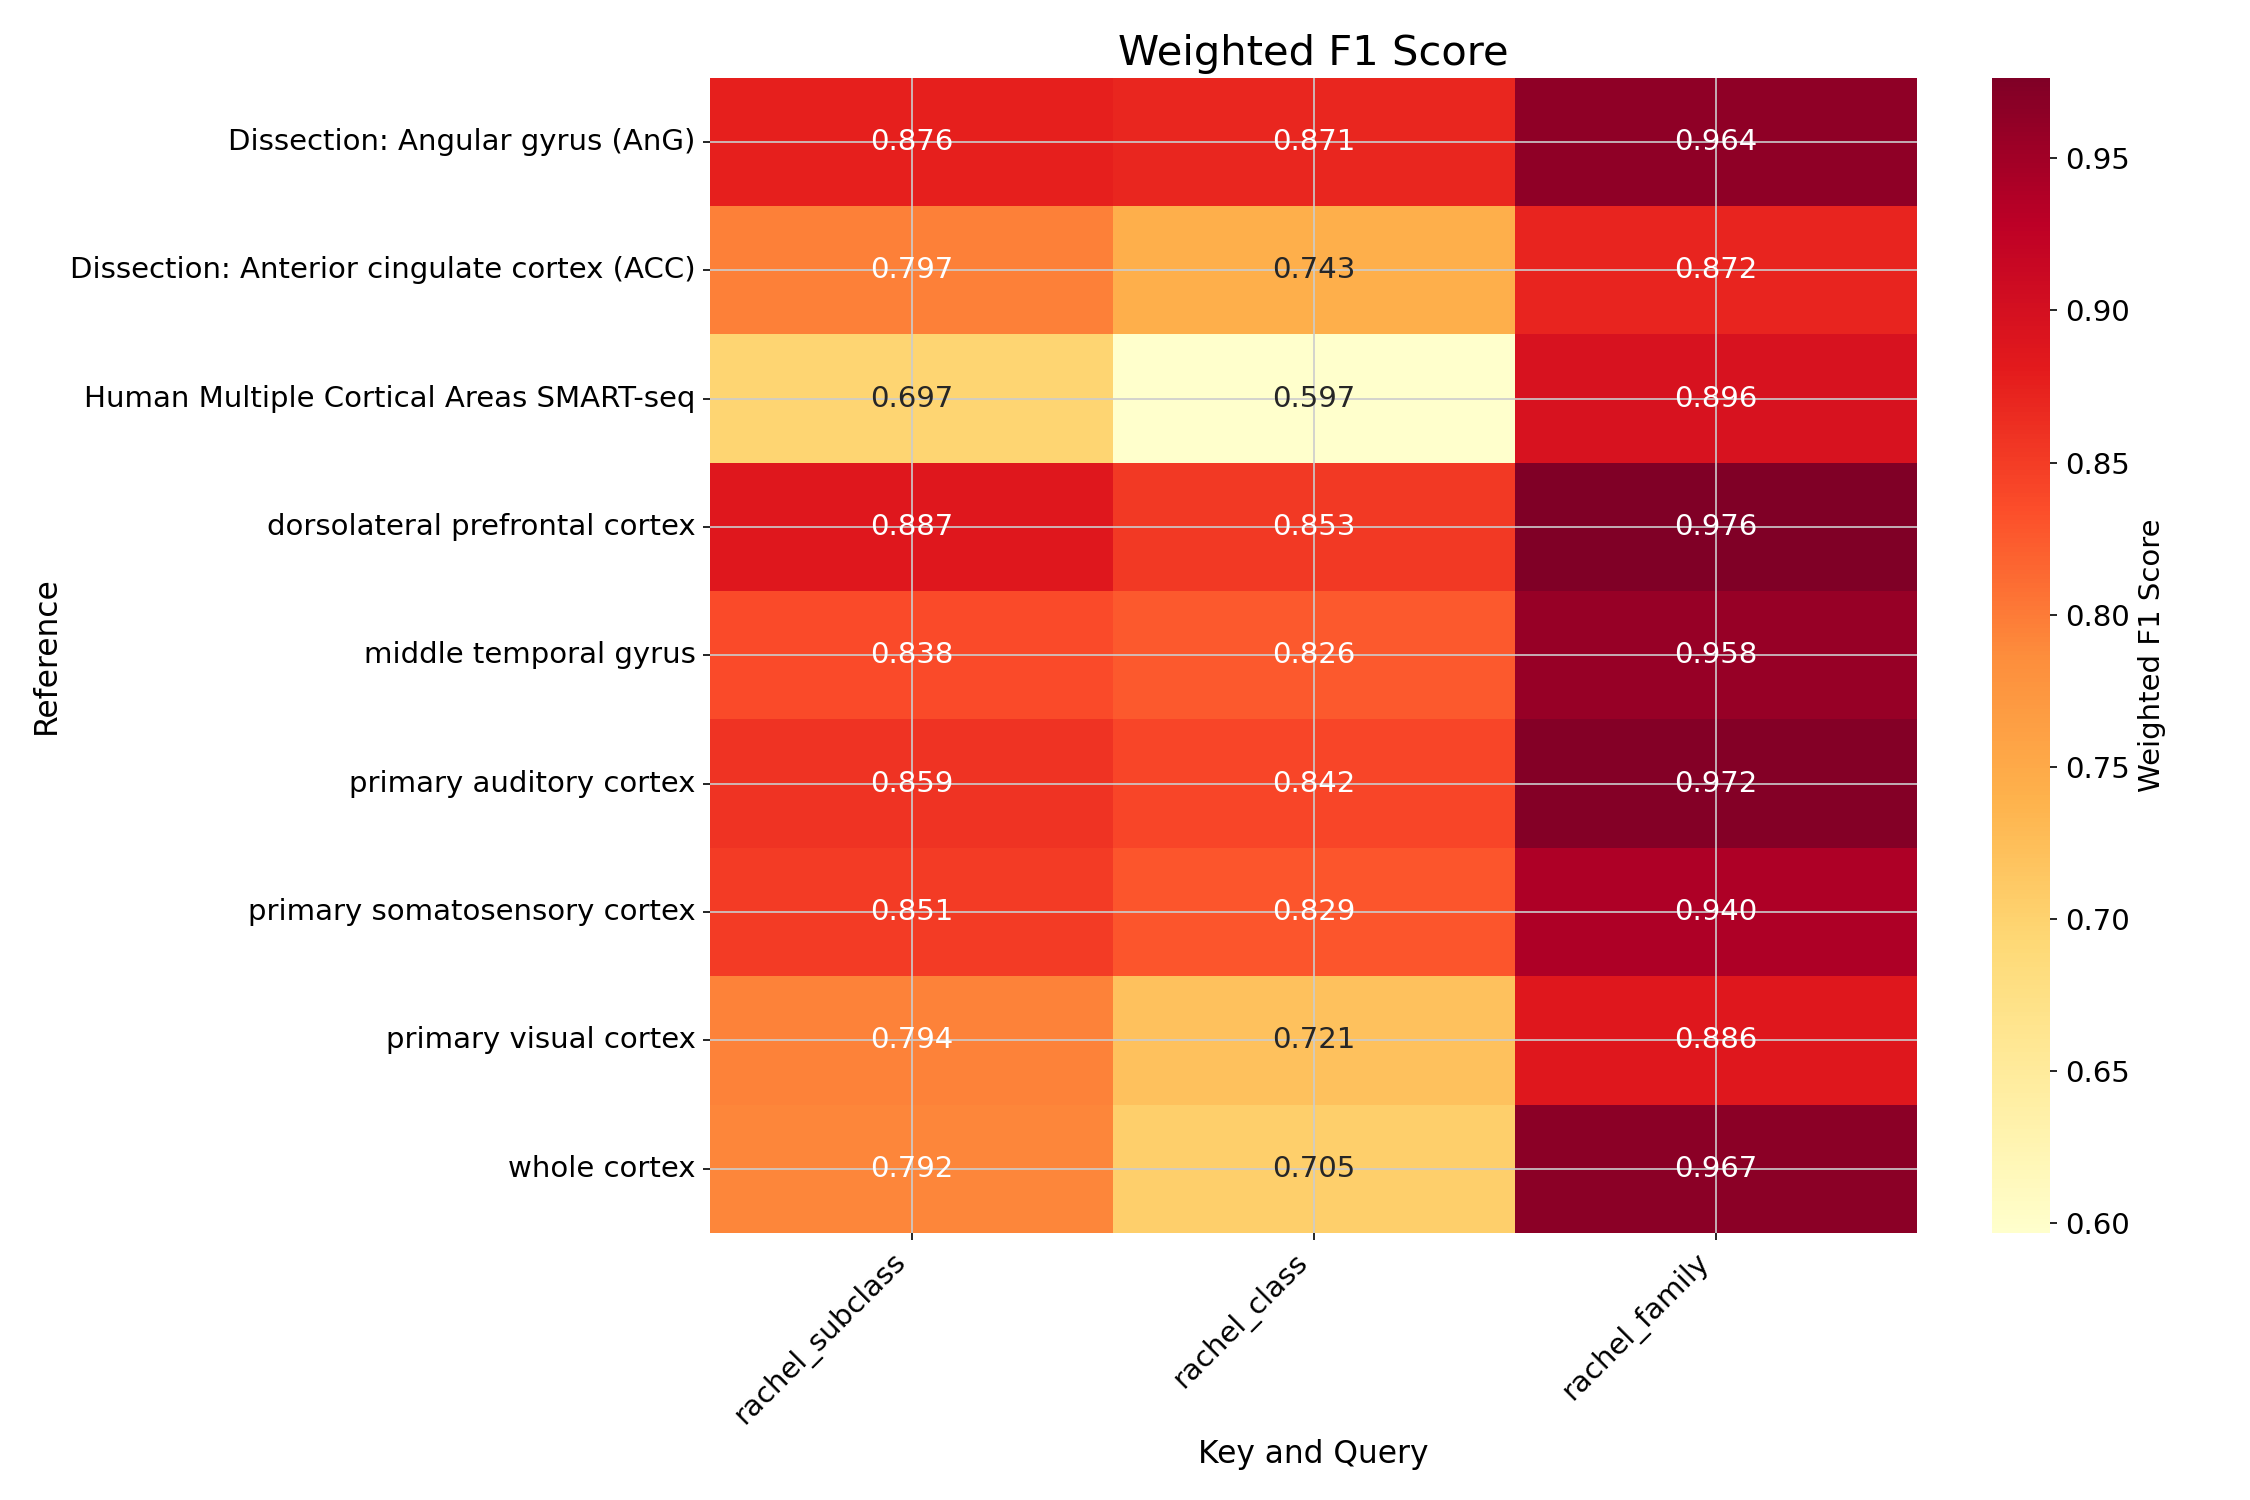 Weighted F1 Score
Dissection: Angular gyrus (AnG) 0.876 0.871 0.964
Dissection: Anterior cingulate cortex (ACC) 0.797 0.743 0.872
Human Multiple Cortical Areas SMART-seq 0.697 0.597 0.896
dorsolateral prefrontal cortex 0.887 0.853 0.976
middle temporal gyrus 0.838 0.826 0.958
primary auditory cortex 0.859 0.842 0.972
primary somatosensory cortex 0.851 0.829 0.940
primary visual cortex 0.794 0.721 0.886
whole cortex 0.792 0.705 0.967
Reference
rachel_subclass rachel_class rachel_family
Key and Query
0.95
0.90
0.85
0.80
0.75
0.70
0.65
0.60
Weighted F1 Score